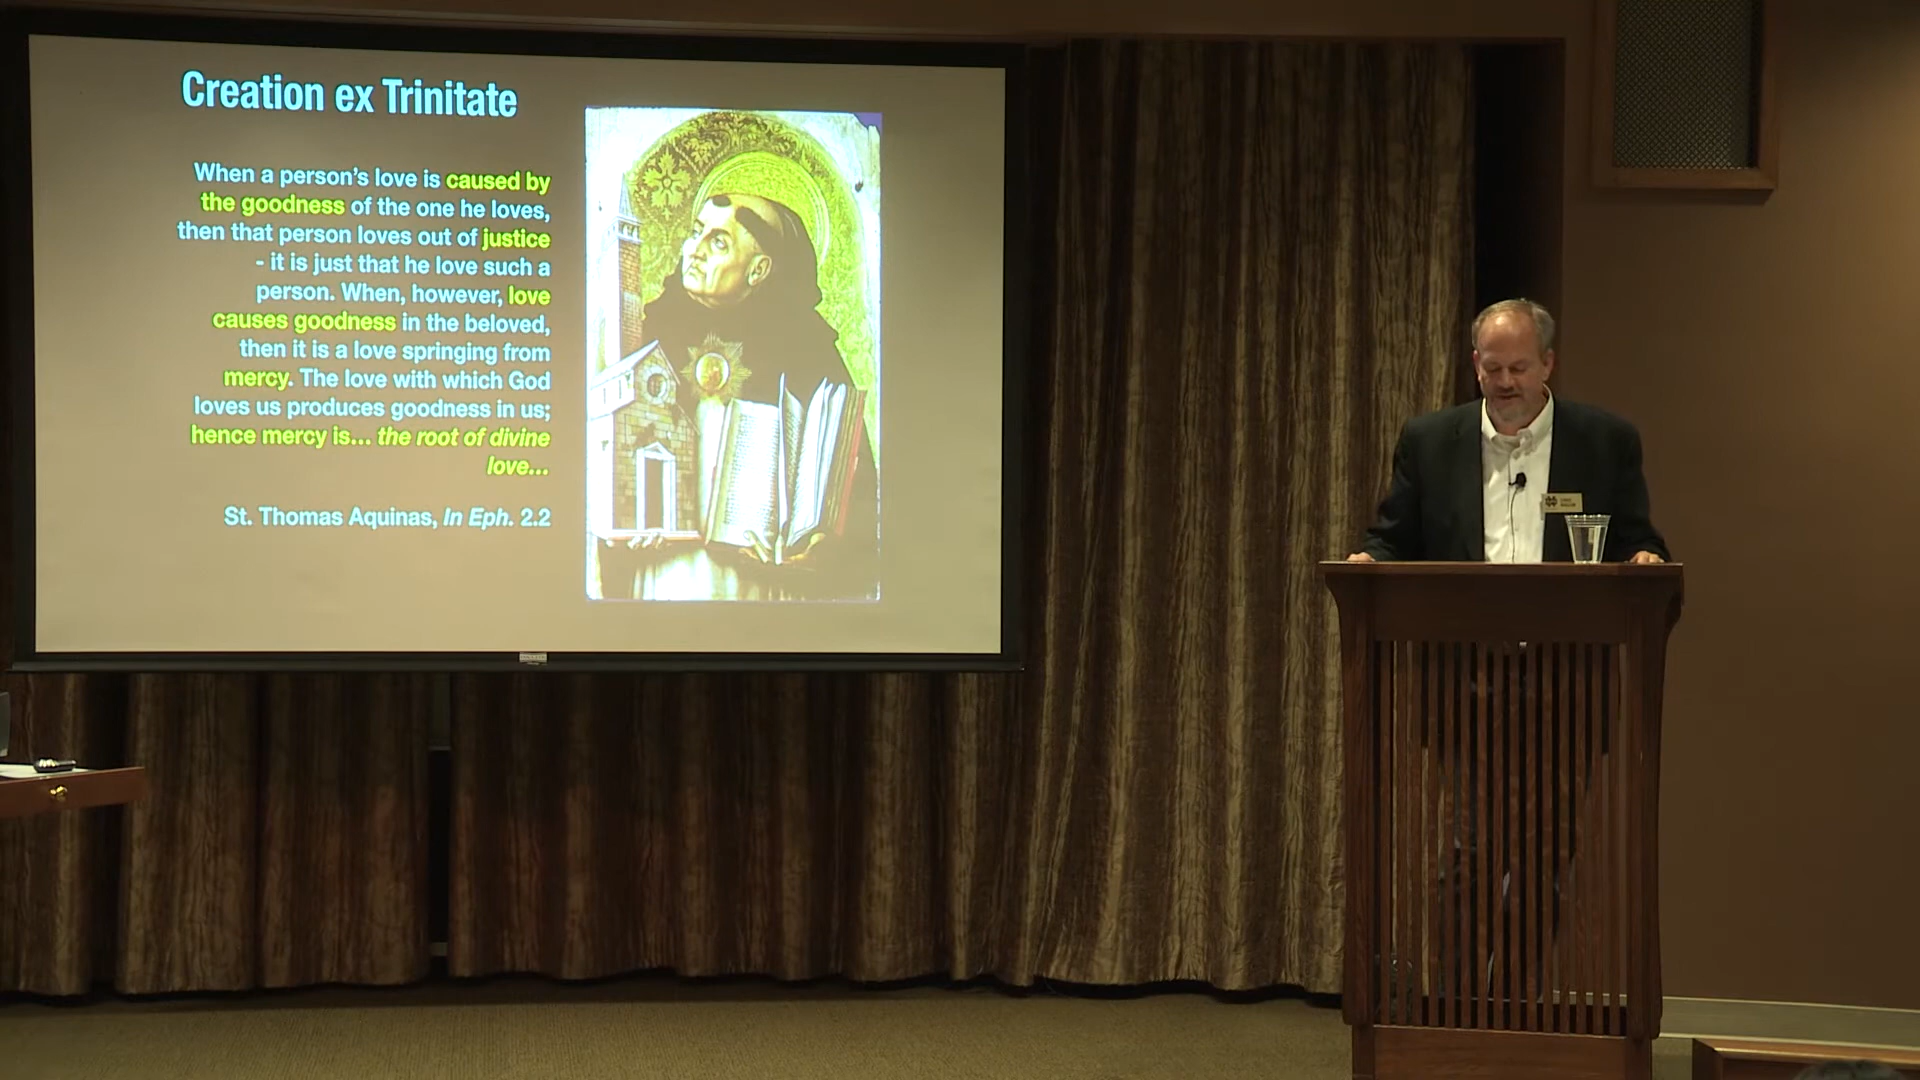 Creation ex Trinitate
When a person's love is caused by
the goodness of the one he loves,
then that person loves out of justice
- it is just that he love such a
person. When, however, love
causes goodness in the beloved,
then it is a love springing from
mercy. The love with which God
loves us produces goodness in us;
hence mercy is... the root of divine
love...
St. Thomas Aquinas, In Eph. 2.2